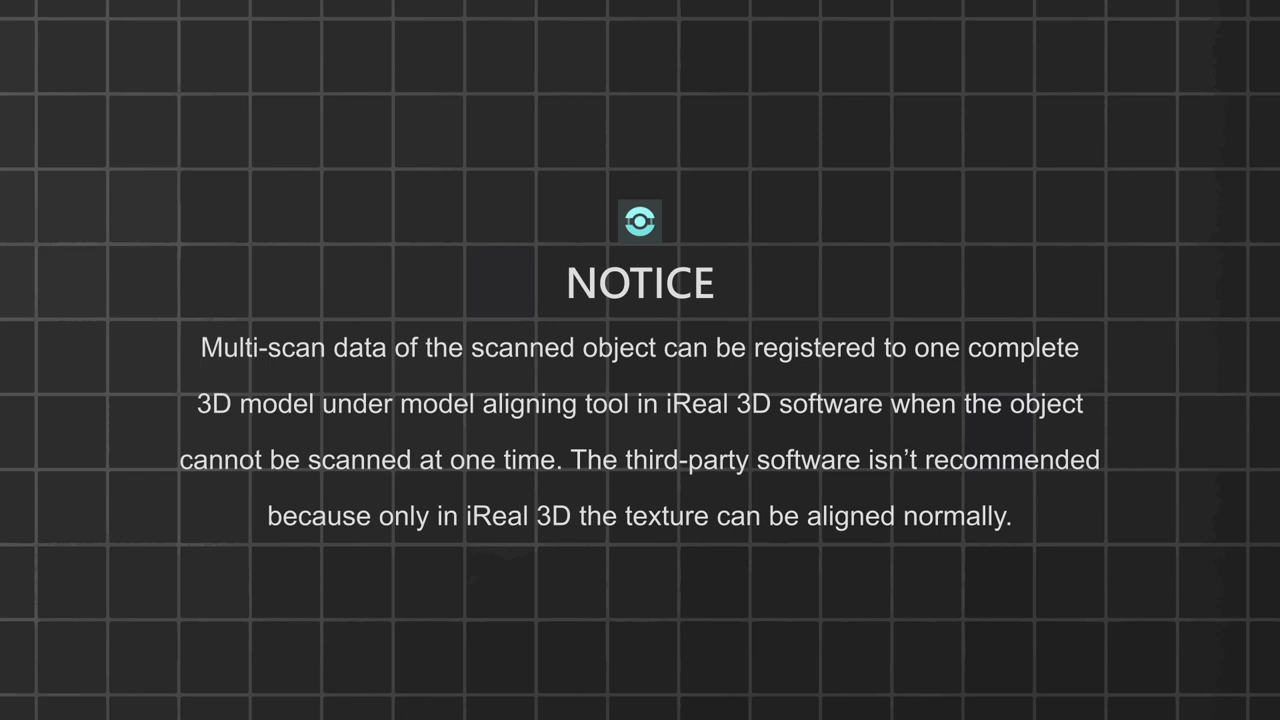 NOTICE
Multi-scan data of the scanned object can be registered to one complete
3D model under model aligning tool in iReal 3D software when the object
cannot be scanned at one time. The third-party software isn’t recommended
because only in iReal 3D the texture can be aligned normally.